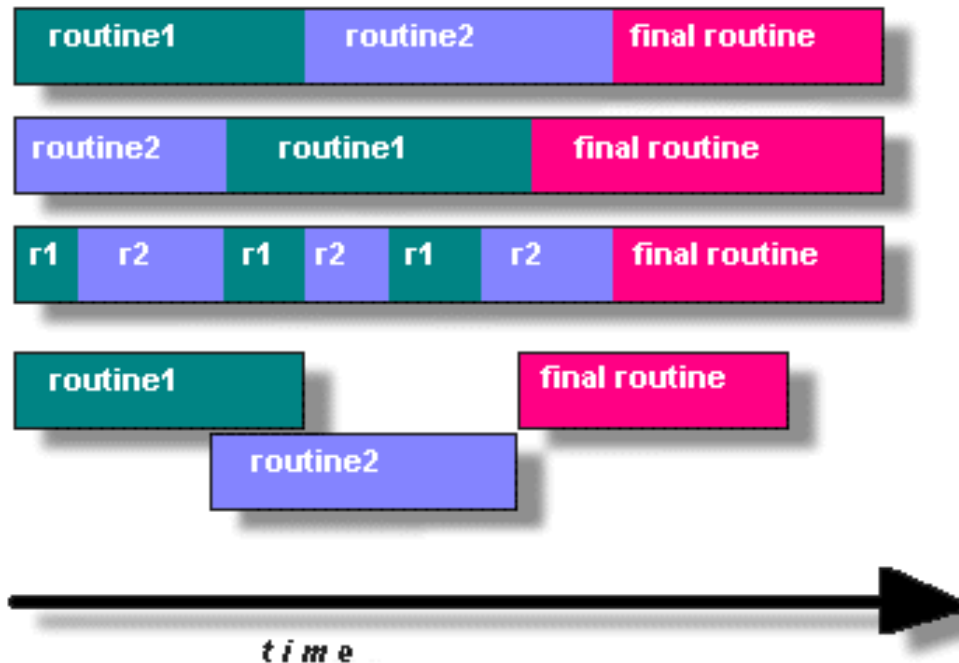 routine1 routine2 final routine
routine2 routine1 final routine
r1 r2 r1 r2 r1 r2 final routine
routine1 final routine
routine2
time